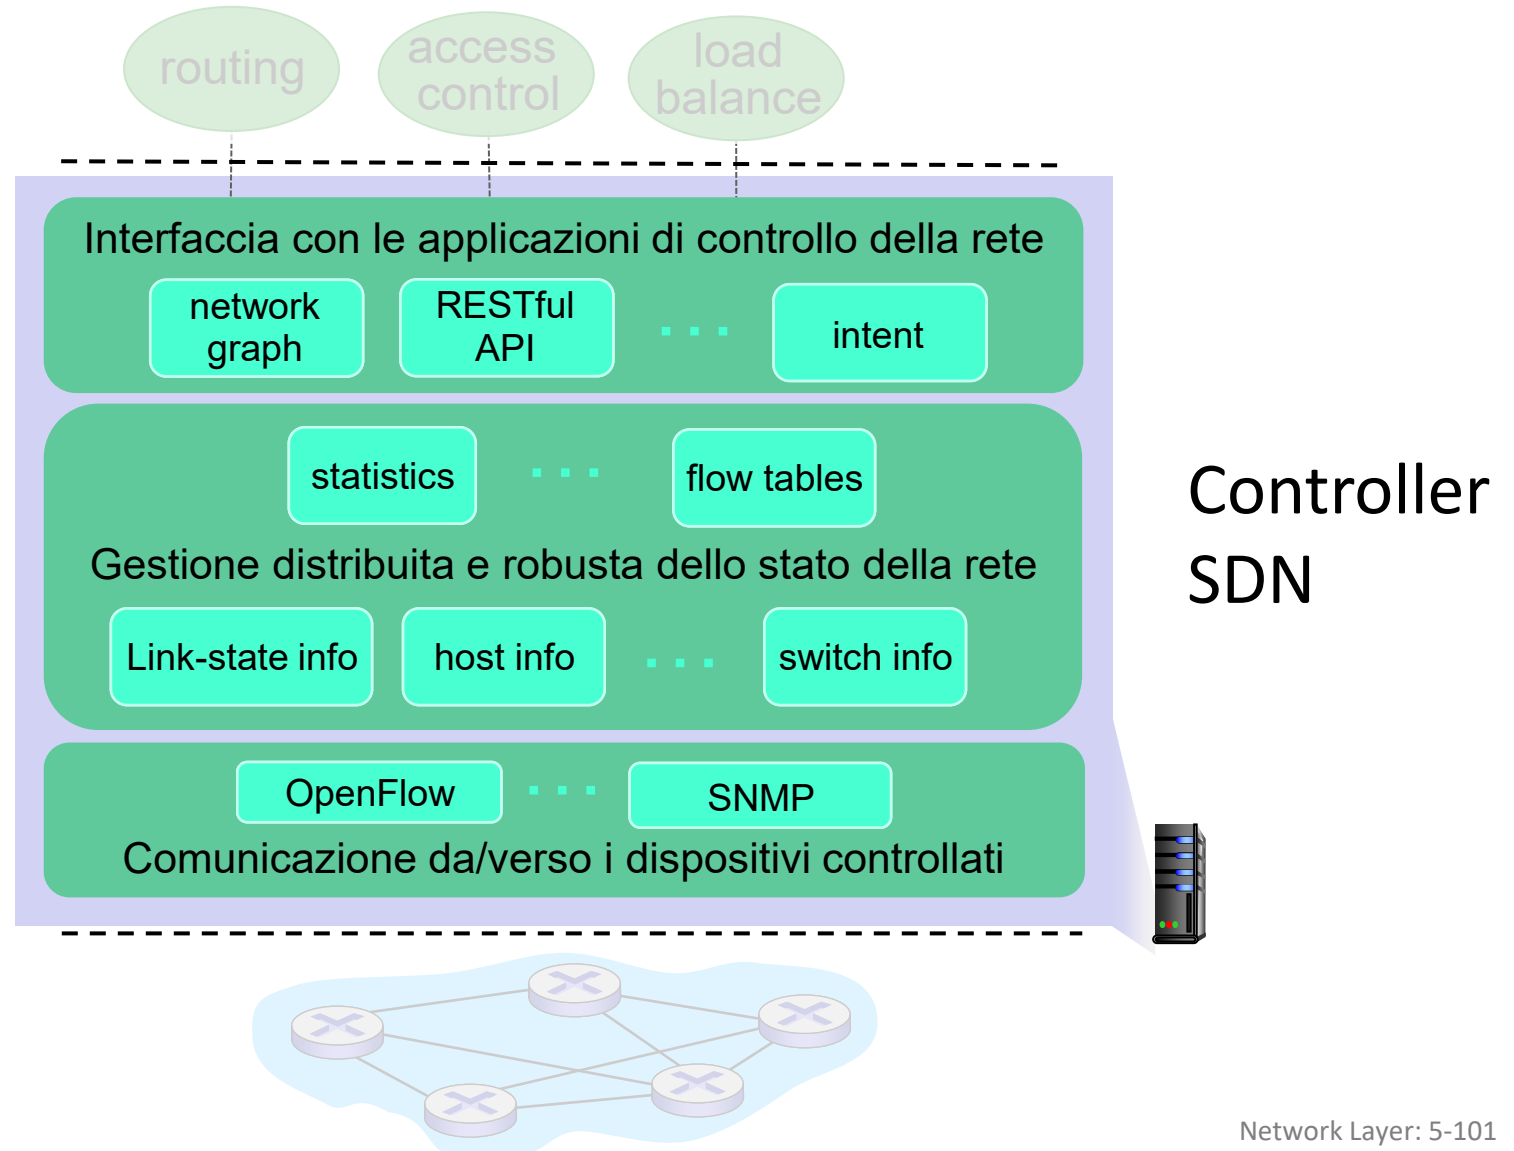 routing
access
control
load
balance
Interfaccia con le applicazioni di controllo della rete
network
graph
RESTful
API
intent
statistics
flow tables
Gestione distribuita e robusta dello stato della rete
Link-state info
host info
switch info
OpenFlow
SNMP
Comunicazione da/verso i dispositivi controllati
Controller
SDN
Network Layer: 5-101